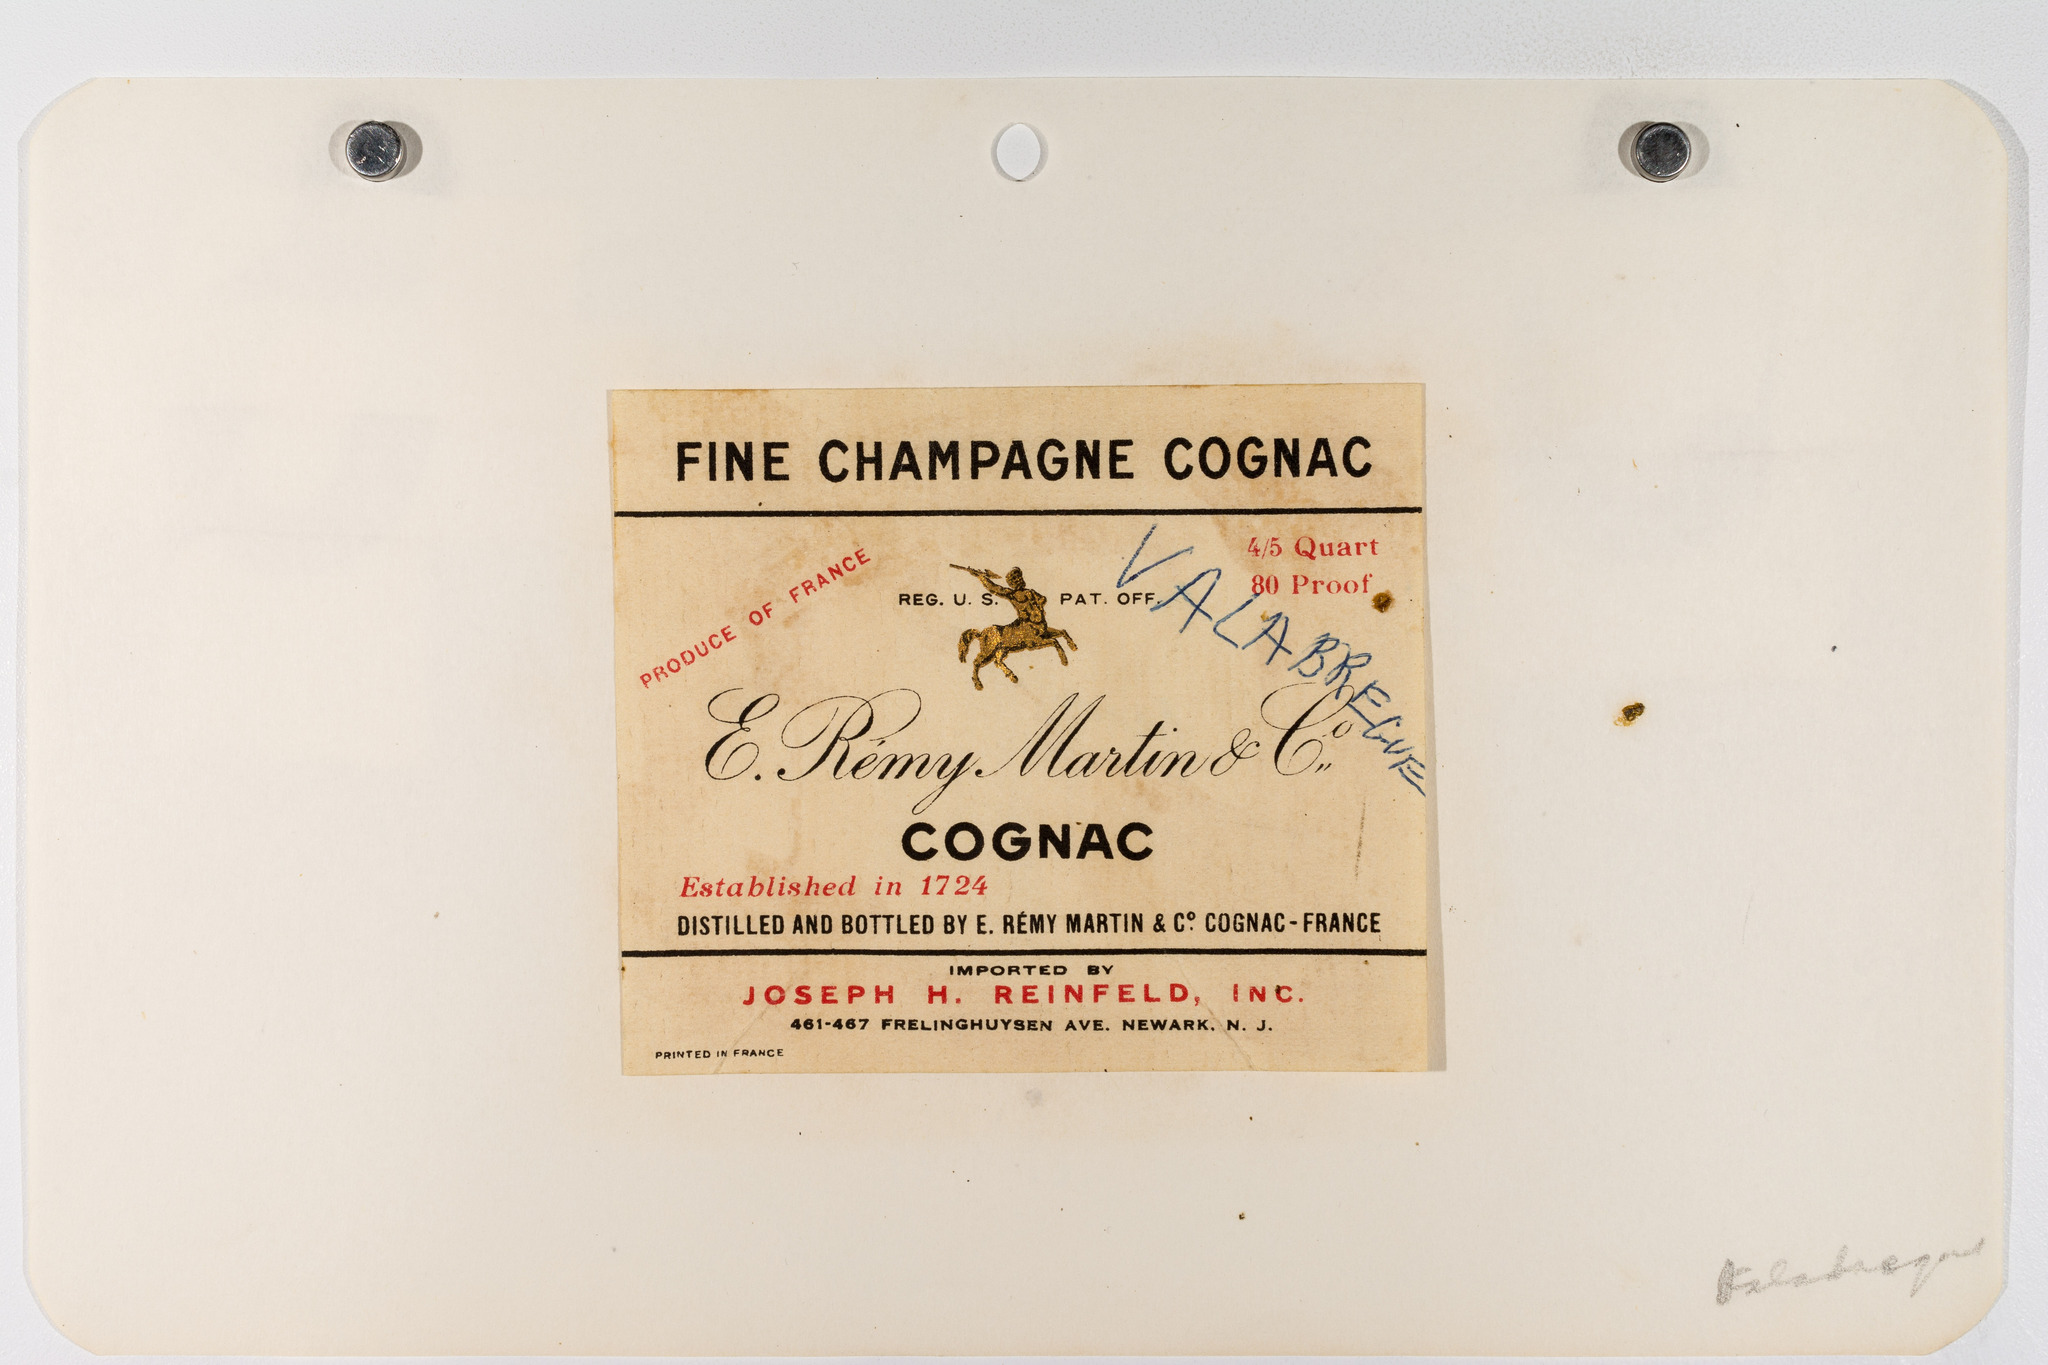 FINE CHAMPAGNE COGNAC
PRODUCE OF FRANCE
REG. U. S. PAT. OFF.
4/5 Quart
80 Proof
VALABREGUE
E. Rémy Martin & Cº
COGNAC
Established in 1724
DISTILLED AND BOTTLED BY E. RÉMY MARTIN & Cº COGNAC-FRANCE
IMPORTED BY
JOSEPH H. REINFELD, INC.
461-467 FRELINGHUYSEN AVE. NEWARK, N. J.
PRINTED IN FRANCE